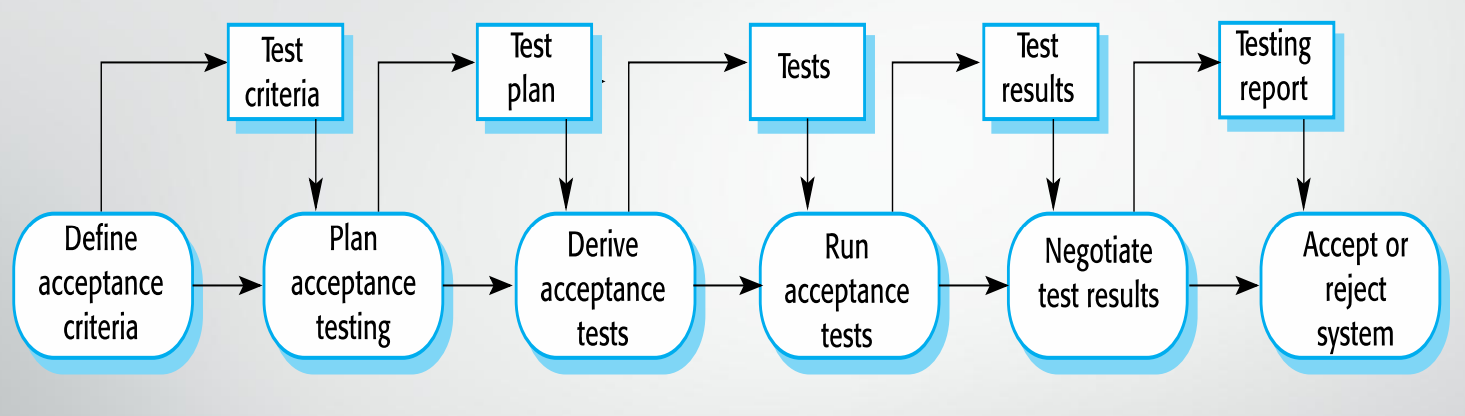 Test
criteria
Test
plan
Tests
Test
results
Testing
report
Define
acceptance
criteria
Plan
acceptance
testing
Derive
acceptance
tests
Run
acceptance
tests
Negotiate
test results
Accept or
reject
system